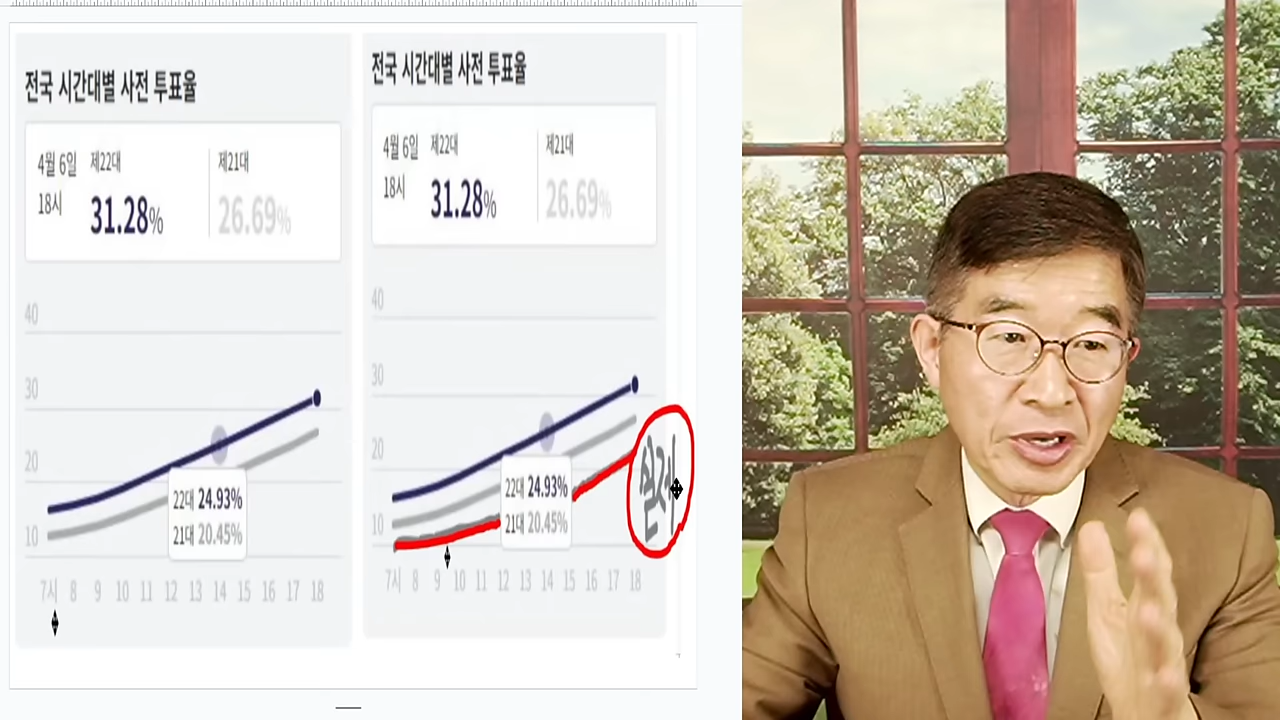 전국 시간대별 사전 투표율
4월 6일 제22대 제21대
18시 31.28% 26.69%
40
30
20
10
22대 24.93%
21대 20.45%
7시 8 9 10 11 12 13 14 15 16 17 18
전국 시간대별 사전 투표율
4월 6일 제22대 제21대
18시 31.28% 26.69%
40
30
20
10
22대 24.93%
21대 20.45%
실제
7시 8 9 10 11 12 13 14 15 16 17 18